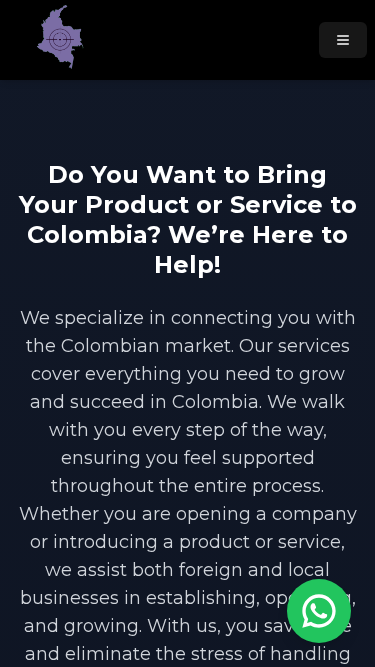 Do You Want to Bring
Your Product or Service to
Colombia? We’re Here to
Help!
We specialize in connecting you with
the Colombian market. Our services
cover everything you need to grow
and succeed in Colombia. We walk
with you every step of the way,
ensuring you feel supported
throughout the entire process.
Whether you are opening a company
or introducing a product or service,
we assist both foreign and local
businesses in establishing,
and growing. With us, you
and eliminate the stress of handling